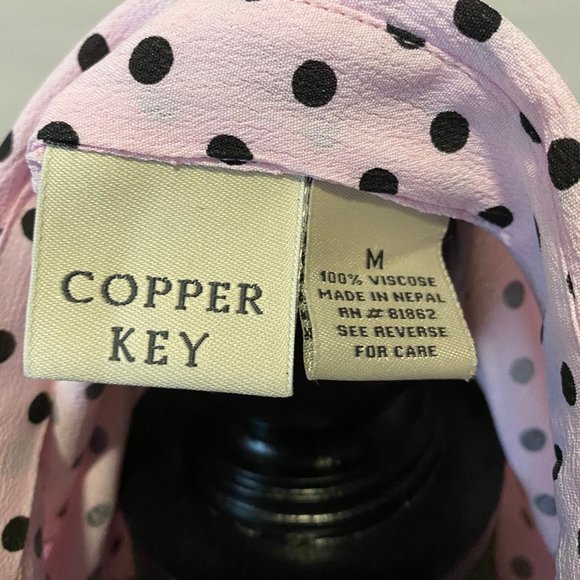 COPPER
KEY
M
100% VISCOSE
MADE IN NEPAL
RN # 81862
SEE REVERSE
FOR CARE